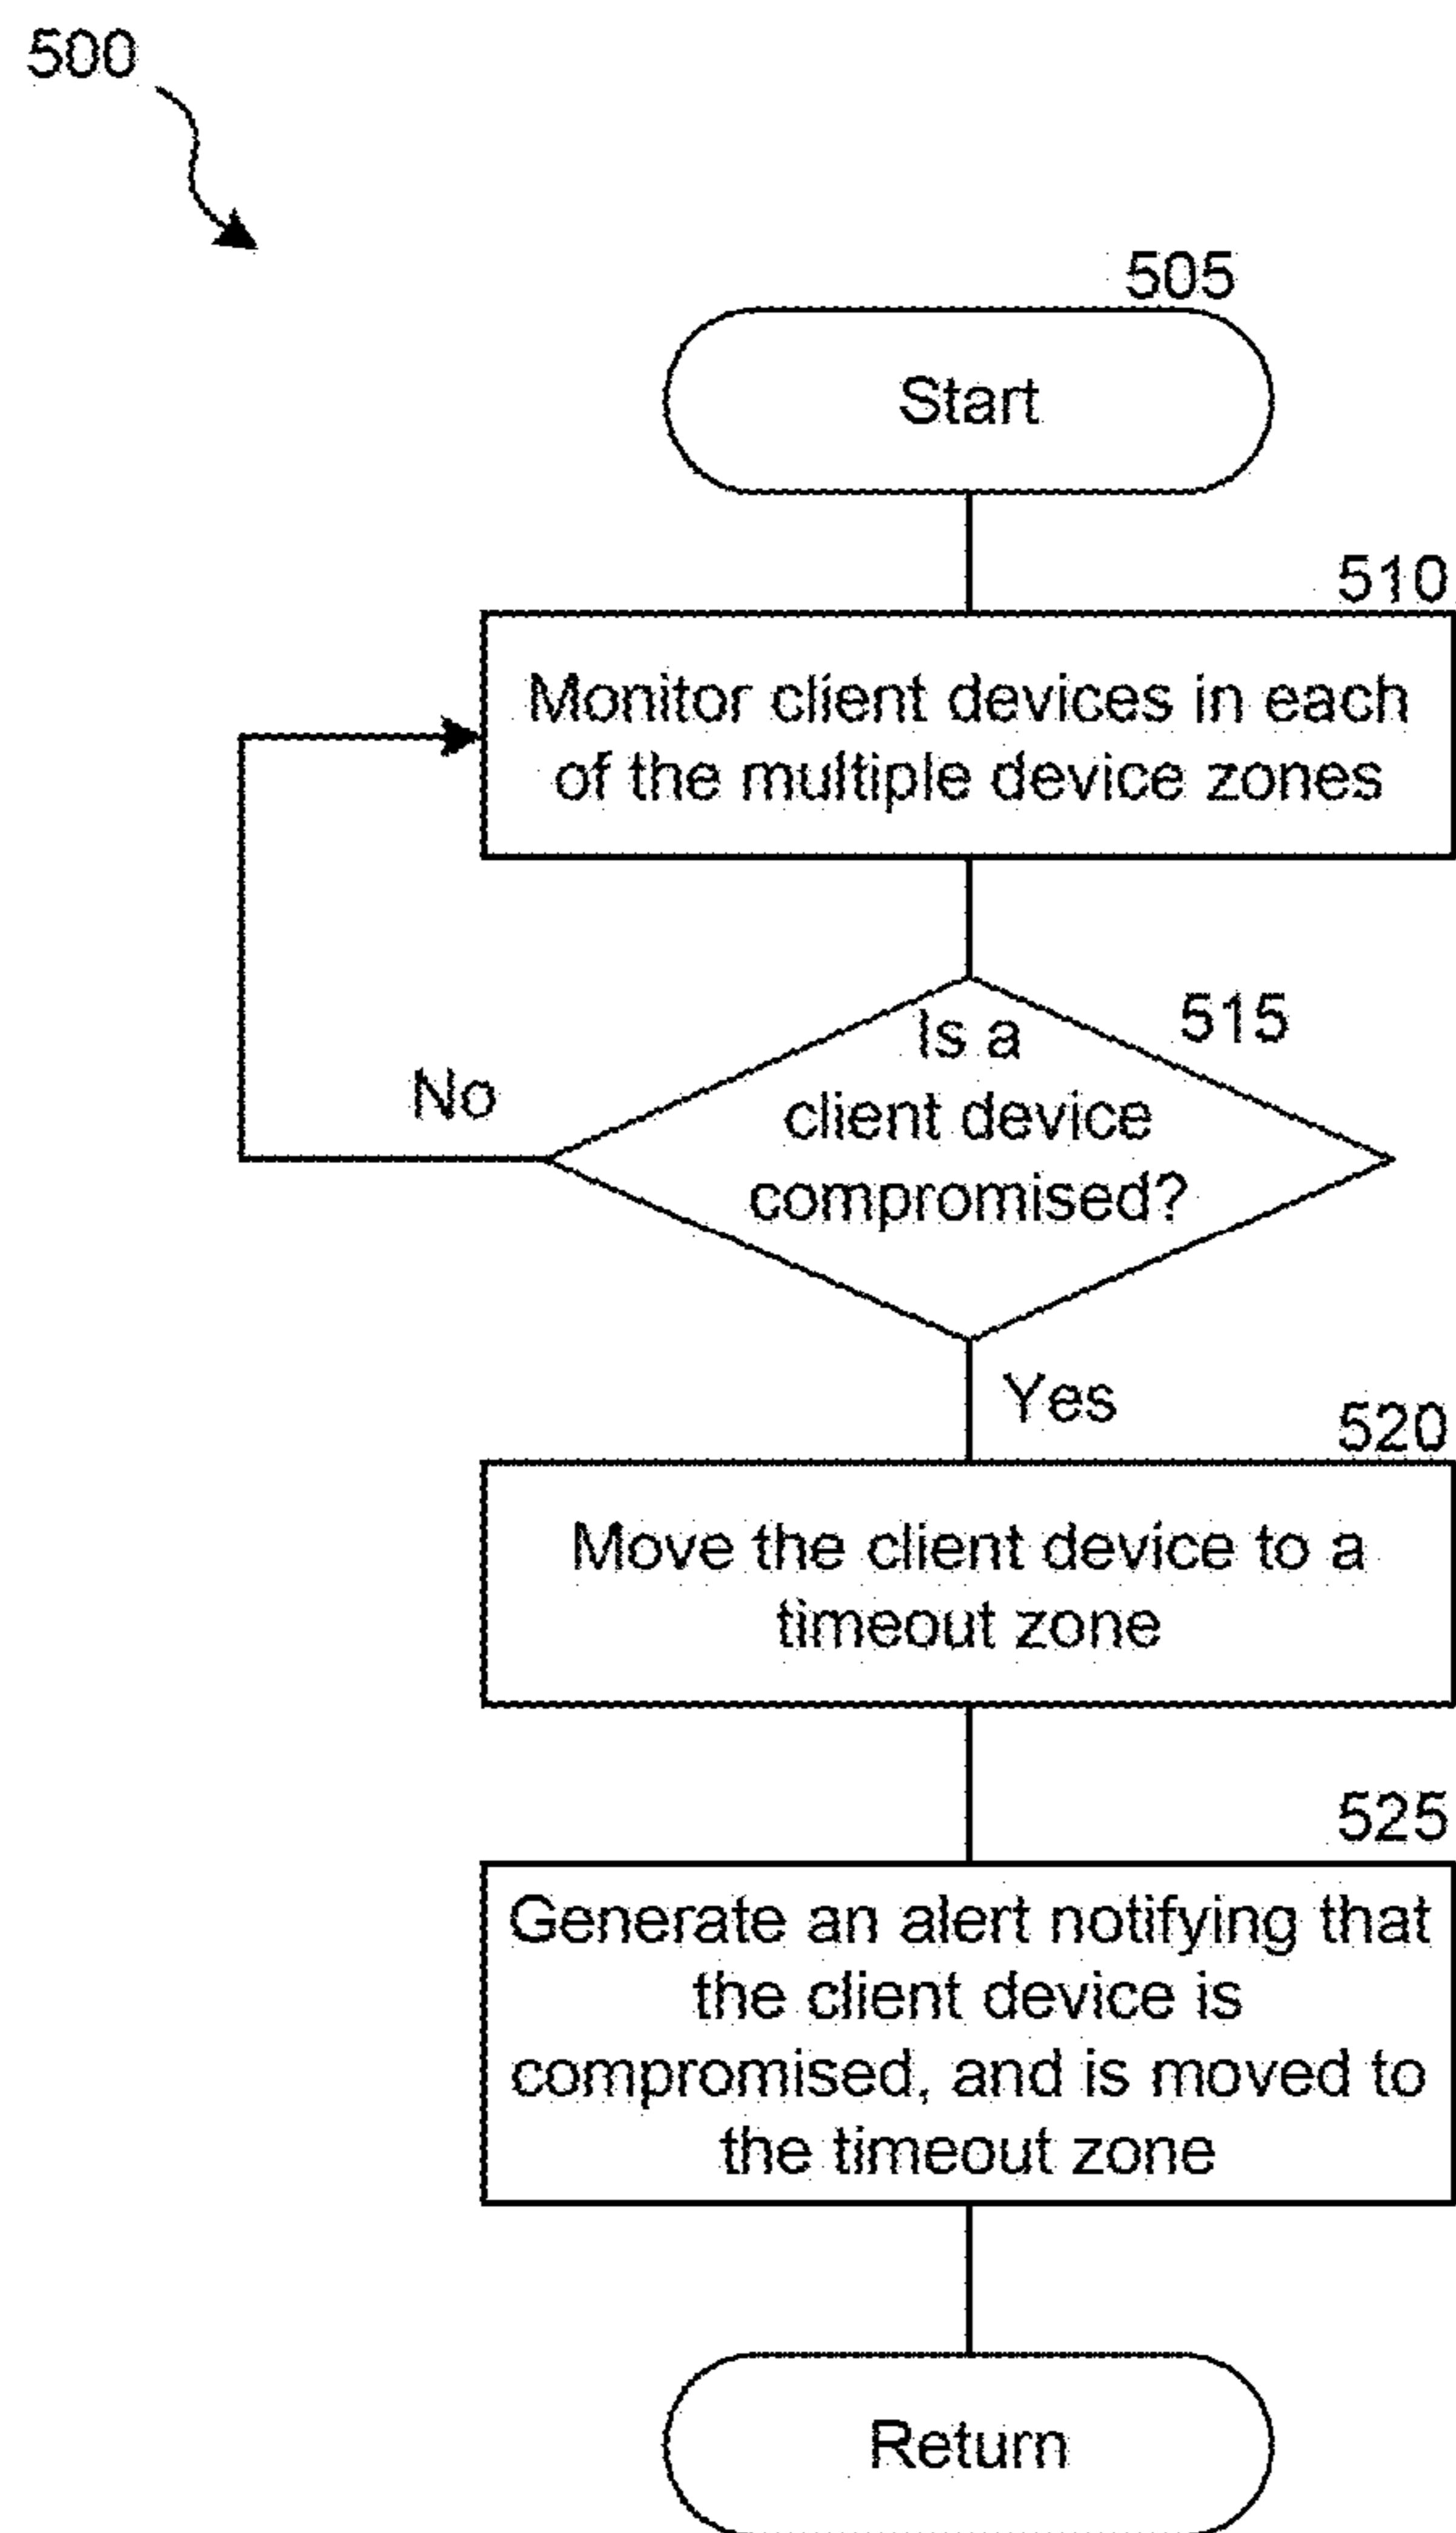 500
505
Start
510
Monitor client devices in each
of the multiple device zones
515
Is a
client device
compromised?
No
Yes
520
Move the client device to a
timeout zone
525
Generate an alert notifying that
the client device is
compromised, and is moved to
the timeout zone
Return